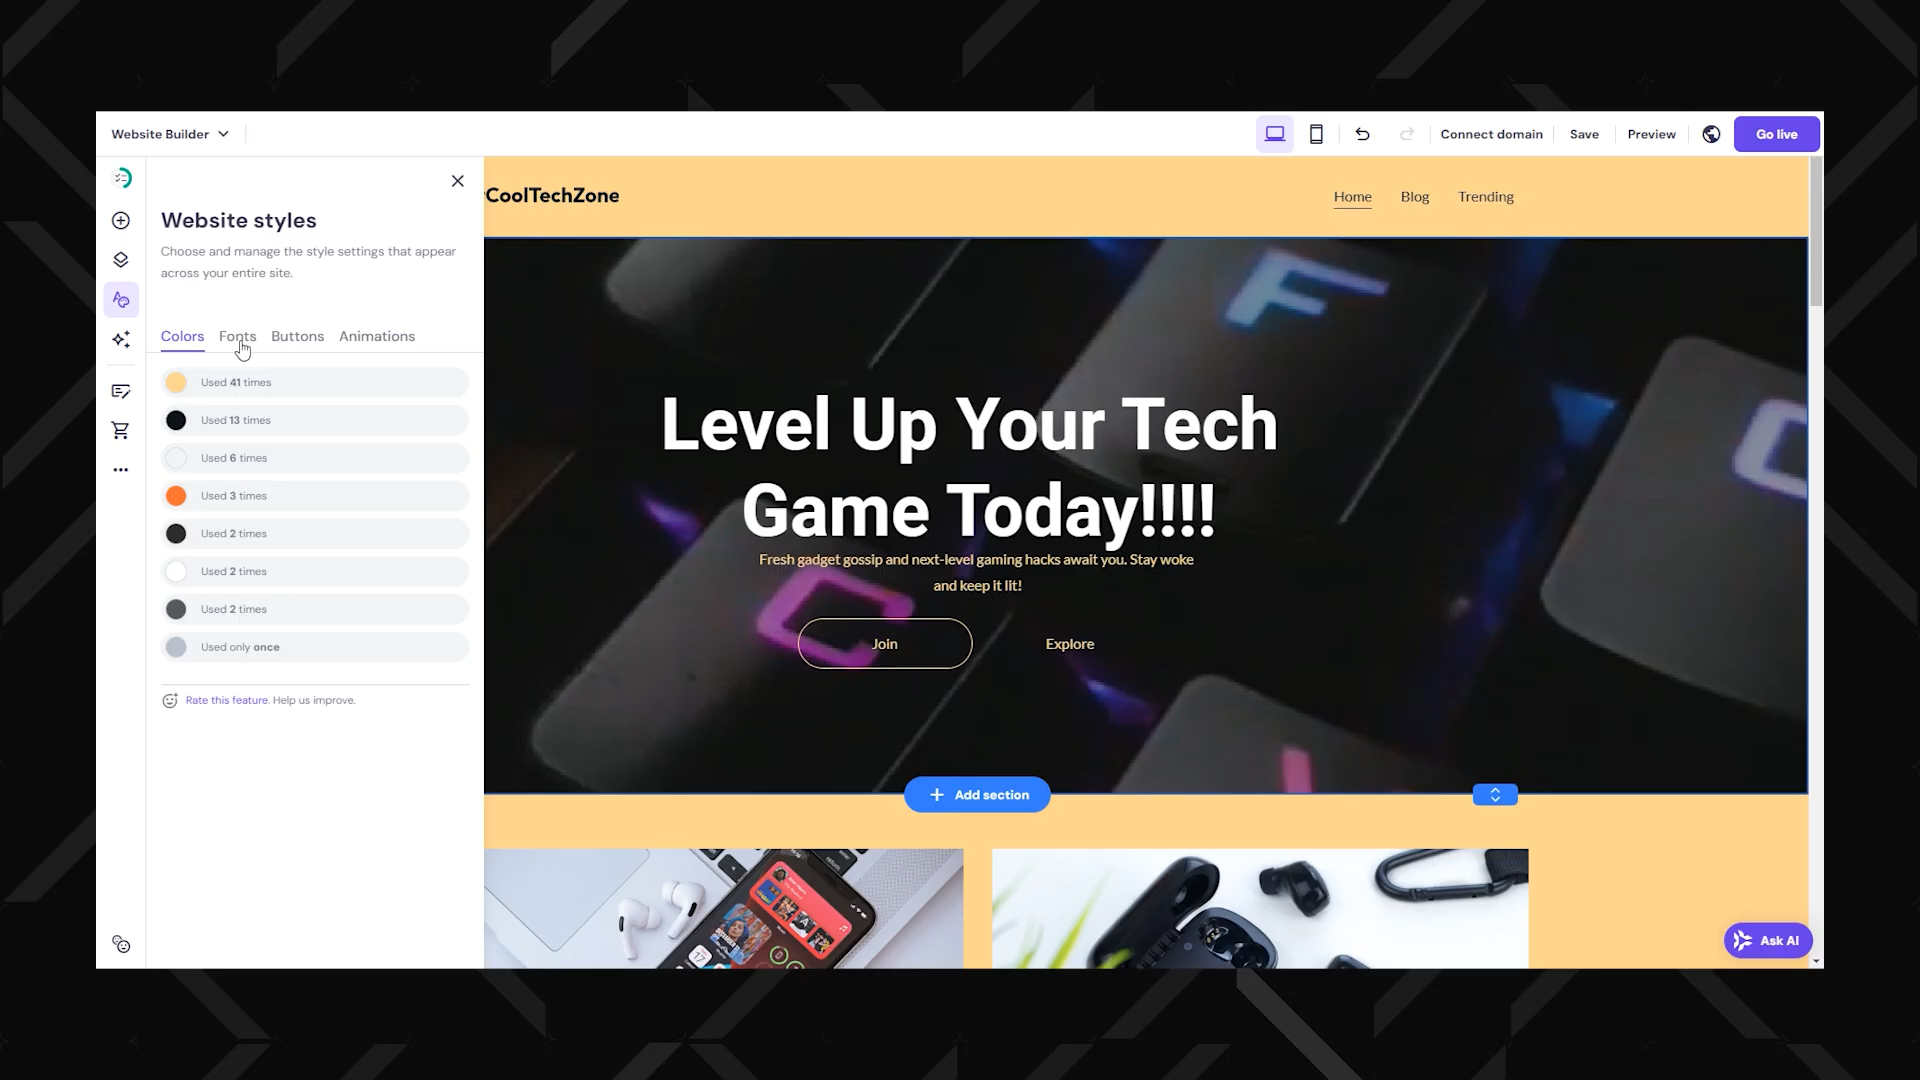 Website Builder
Connect domain
Save
Preview
Go live
Website styles
Choose and manage the style settings that appear
across your entire site.
Colors
Fonts
Buttons
Animations
Used 41 times
Used 13 times
Used 6 times
Used 3 times
Used 2 times
Used 2 times
Used 2 times
Used only once
Rate this feature. Help us improve.
CoolTechZone
Home
Blog
Trending
Level Up Your Tech
Game Today!!!!
Fresh gadget gossip and next-level gaming hacks await you. Stay woke
and keep it lit!
Join
Explore
F
C
Add section
17
Ask AI